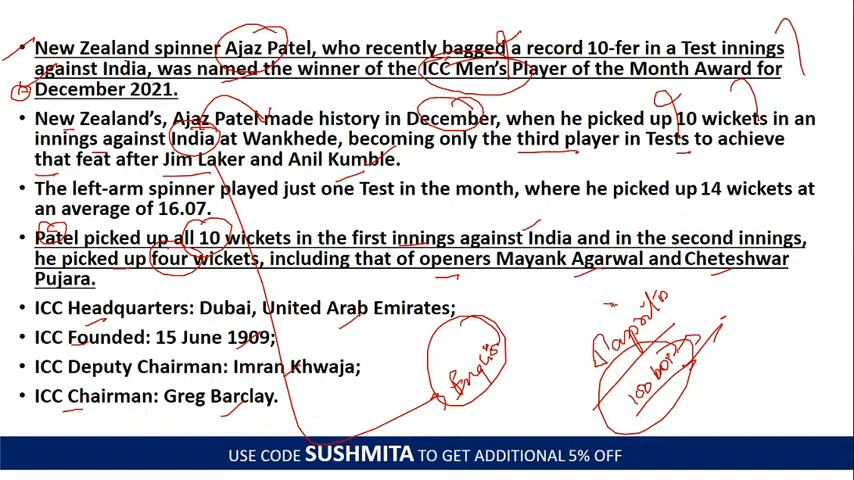 • New Zealand spinner Ajaz Patel, who recently bagged a record 10-fer in a Test innings
against India, was named the winner of the ICC Men's Player of the Month Award for
December 2021.
• New Zealand's, Ajaz Patel made history in December, when he picked up 10 wickets in an
innings against India at Wankhede, becoming only the third player in Tests to achieve
that feat after Jim Laker and Anil Kumble.
• The left-arm spinner played just one Test in the month, where he picked up 14 wickets at
an average of 16.07.
• Patel picked up all 10 wickets in the first innings against India and in the second innings,
he picked up four wickets, including that of openers Mayank Agarwal and Cheteshwar
Pujara.
• ICC Headquarters: Dubai, United Arab Emirates;
• ICC Founded: 15 June 1909;
• ICC Deputy Chairman: Imran Khwaja;
• ICC Chairman: Greg Barclay.
USE CODE SUSHMITA TO GET ADDITIONAL 5% OFF